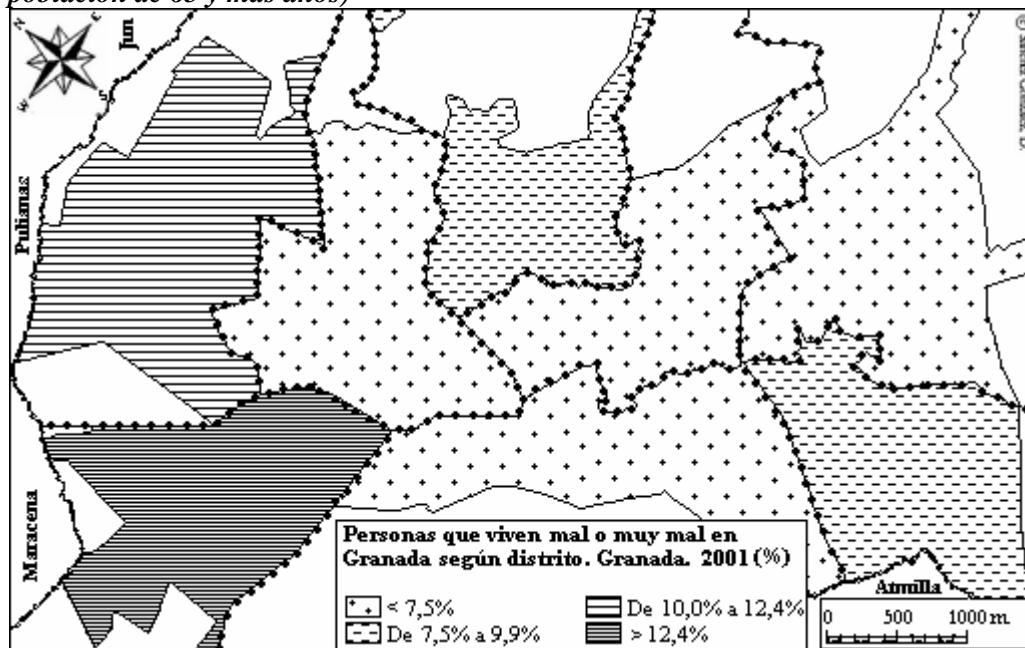 población de 65 y más años)
N
E
S
W
Jun
Pulianas
Maracena
Personas que viven mal o muy mal en
Granada según distrito. Granada. 2001 (%)
< 7,5%
De 7,5% a 9,9%
De 10,0% a 12,4%
> 12,4%
Atmilla
0 500 1000 m.